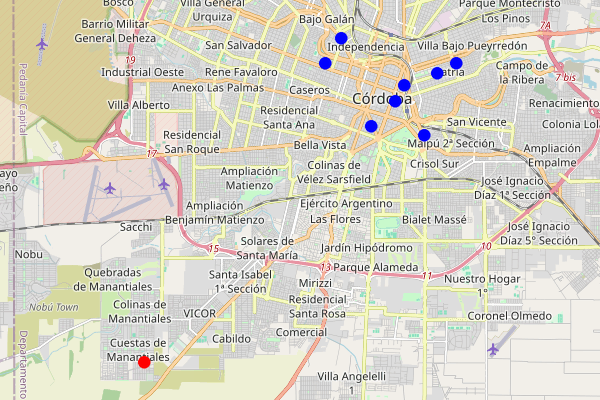 Bosco
Villa General
Urquiza
Bajo Galán
Parque Montecristo
Los Pinos
Barrio Militar
General Deheza
San Salvador
Independencia
Villa Bajo Pueyrredón
7A
19
Industrial Oeste
Rene Favaloro
Patria
Campo de
la Ribera
7 bis
Anexo Las Palmas
Caseros
Córdoba
Villa Alberto
Residencial
Santa Ana
Renacimiento
San Vicente
Colonia Lola
Pedanía Capital
Residencial
San Roque
17
Bella Vista
Maipú 2ª Sección
Ampliación
Empalme
Crisol Sur
Colinas de
Vélez Sarsfield
Ampliación
Matienzo
José Ignacio
Díaz 1ª Sección
Ejército Argentino
Ampliación
Benjamín Matienzo
Las Flores
Bialet Massé
Sacchi
José Ignacio
Díaz 5ª Sección
Nobu
15
Solares de
Santa María
Jardín Hipódromo
10
Quebradas
de Manantiales
Santa Isabel
1ª Sección
13
Parque Alameda
11
Nuestro Hogar
1°
Mirizzi
Nobú Town
Colinas de
Manantiales
VICOR
Residencial
Santa Rosa
Coronel Olmedo
Comercial
Cabildo
Cuestas de
Manantiales
Departamento
Villa Angelelli
1